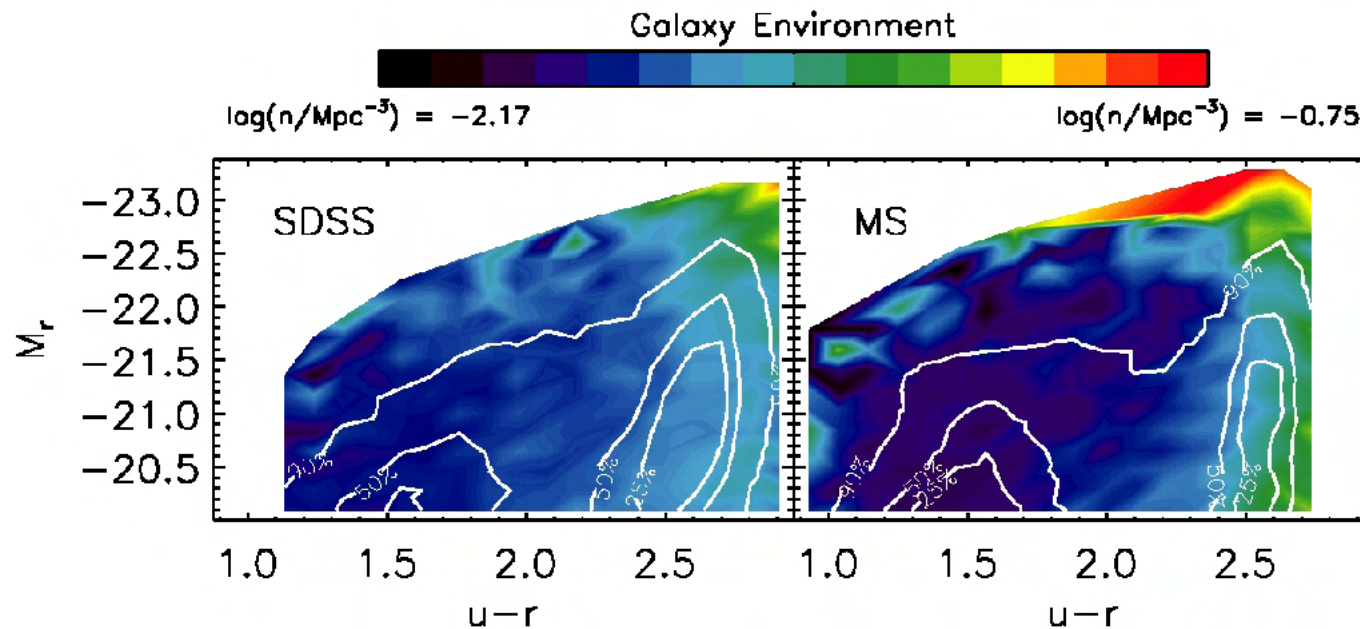 Galaxy Environment
log(n/Mpc⁻³) = −2.17 log(n/Mpc⁻³) = −0.75
SDSS MS
M_r
−23.0
−22.5
−22.0
−21.5
−21.0
−20.5
90% 50% 50% 25% 90% 50% 25% 90% 50% 25%
1.0 1.5 2.0 2.5 1.0 1.5 2.0 2.5
u−r u−r